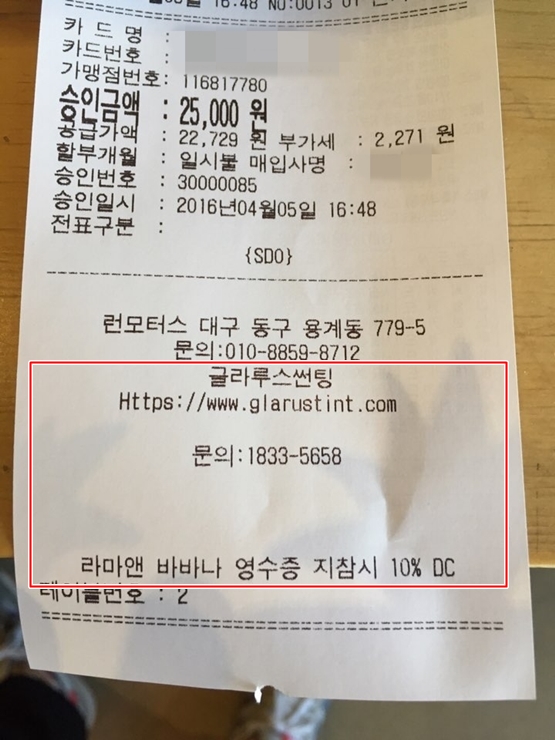 16:48 NO:0013 01
카 드 명 :
카드번호 :
가맹점번호: 116817780
승인금액 : 25,000 원
공급가액 : 22,729 원 부가세 : 2,271 원
할부개월 : 일시불 매입사명 :
승인번호 : 30000085
승인일시 : 2016년04월05일 16:48
전표구분 :
{SDO}
런모터스 대구 동구 용계동 779-5
문의:010-8859-8712
글라루스썬팅
Https://www.glarustint.com
문의:1833-5658
라마앤 바바나 영수증 지참시 10% DC
테이블번호 : 2